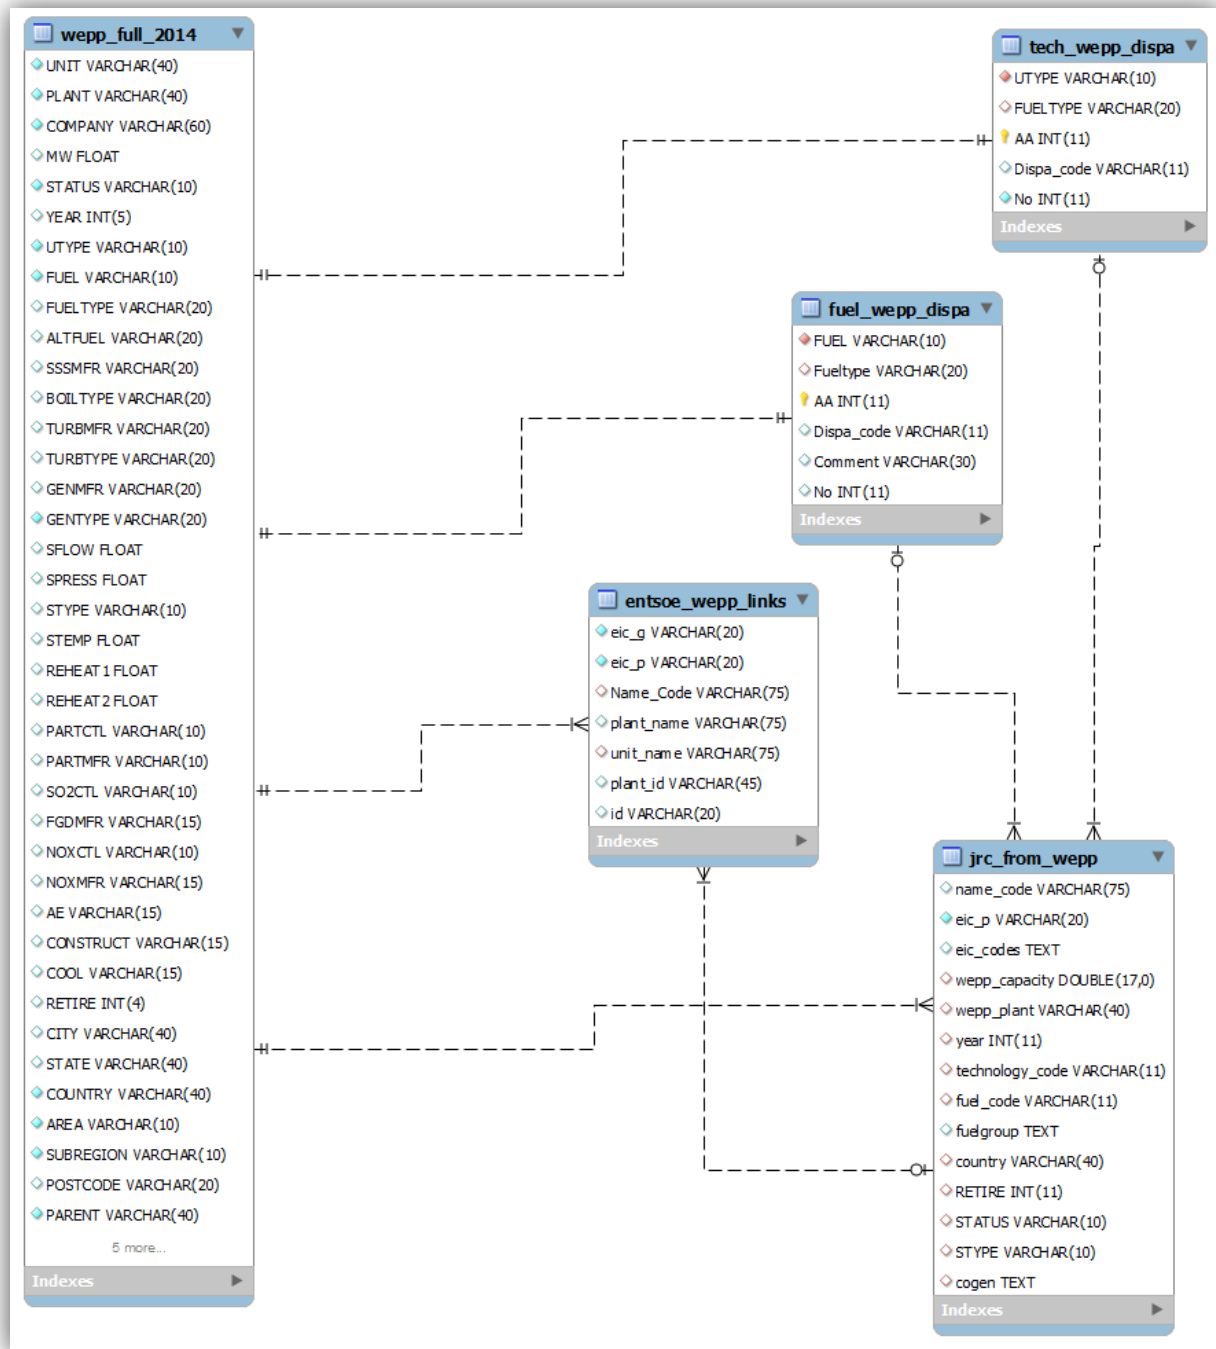 wepp_full_2014
UNIT VARCHAR(40)
PLANT VARCHAR(40)
COMPANY VARCHAR(60)
MW FLOAT
STATUS VARCHAR(10)
YEAR INT(5)
UTYPE VARCHAR(10)
FUEL VARCHAR(10)
FUELTYPE VARCHAR(20)
ALTFUEL VARCHAR(20)
SSSMFR VARCHAR(20)
BOILTYPE VARCHAR(20)
TURBMFR VARCHAR(20)
TURBTYPE VARCHAR(20)
GENMFR VARCHAR(20)
GENTYPE VARCHAR(20)
SFLOW FLOAT
SPRESS FLOAT
STYPE VARCHAR(10)
STEMP FLOAT
REHEAT1 FLOAT
REHEAT2 FLOAT
PARTCTL VARCHAR(10)
PARTMFR VARCHAR(10)
SO2CTL VARCHAR(10)
FGDMFR VARCHAR(15)
NOXCTL VARCHAR(10)
NOXMFR VARCHAR(15)
AE VARCHAR(15)
CONSTRUCT VARCHAR(15)
COOL VARCHAR(15)
RETIRE INT(4)
CITY VARCHAR(40)
STATE VARCHAR(40)
COUNTRY VARCHAR(40)
AREA VARCHAR(10)
SUBREGION VARCHAR(10)
POSTCODE VARCHAR(20)
PARENT VARCHAR(40)
5 more...
Indexes
tech_wepp_dispa
UTYPE VARCHAR(10)
FUELTYPE VARCHAR(20)
AA INT(11)
Dispa_code VARCHAR(11)
No INT(11)
Indexes
fuel_wepp_dispa
FUEL VARCHAR(10)
Fueltype VARCHAR(20)
AA INT(11)
Dispa_code VARCHAR(11)
Comment VARCHAR(30)
No INT(11)
Indexes
entsoe_wepp_links
eic_g VARCHAR(20)
eic_p VARCHAR(20)
Name_Code VARCHAR(75)
plant_name VARCHAR(75)
unit_name VARCHAR(75)
plant_id VARCHAR(45)
id VARCHAR(20)
Indexes
jrc_from_wepp
name_code VARCHAR(75)
eic_p VARCHAR(20)
eic_codes TEXT
wepp_capacity DOUBLE(17,0)
wepp_plant VARCHAR(40)
year INT(11)
technology_code VARCHAR(11)
fuel_code VARCHAR(11)
fuelgroup TEXT
country VARCHAR(40)
RETIRE INT(11)
STATUS VARCHAR(10)
STYPE VARCHAR(10)
cogen TEXT
Indexes